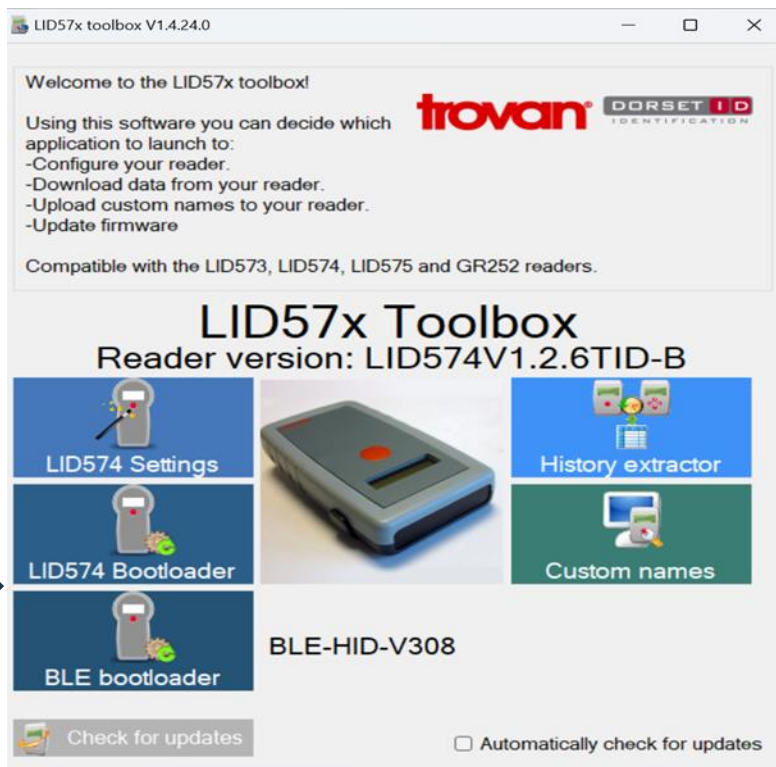 LID57x toolbox V1.4.24.0
Welcome to the LID57x toolbox!
Using this software you can decide which
application to launch to:
-Configure your reader.
-Download data from your reader.
-Upload custom names to your reader.
-Update firmware
Compatible with the LID573, LID574, LID575 and GR252 readers.
trovan®
DORSET ID
IDENTIFICATION
LID57x Toolbox
Reader version: LID574V1.2.6TID-B
LID574 Settings
History extractor
LID574 Bootloader
Custom names
BLE bootloader
BLE-HID-V308
Check for updates
Automatically check for updates